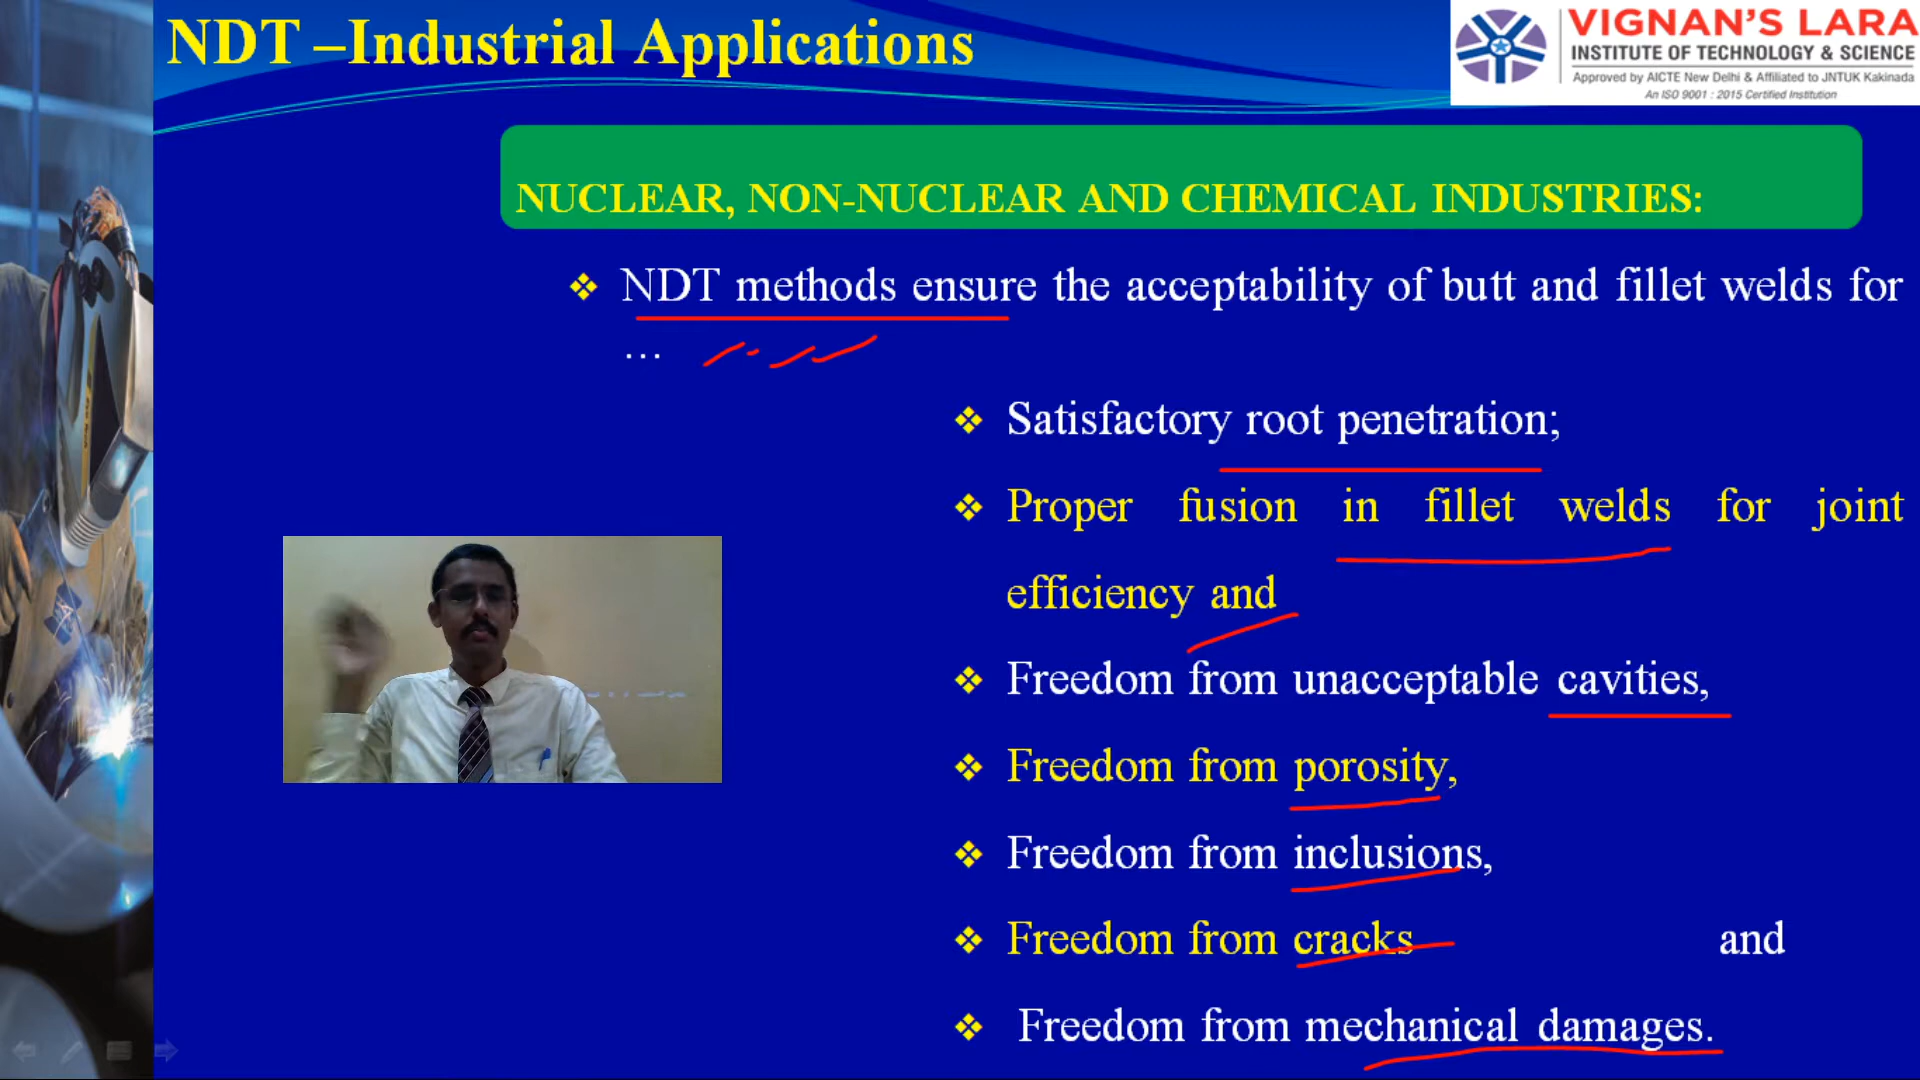 NDT –Industrial Applications
VIGNAN'S LARA
INSTITUTE OF TECHNOLOGY & SCIENCE
Approved by AICTE New Delhi & Affiliated to JNTUK Kakinada
An ISO 9001 : 2015 Certified Institution
NUCLEAR, NON-NUCLEAR AND CHEMICAL INDUSTRIES:
❖ NDT methods ensure the acceptability of butt and fillet welds for
…
❖ Satisfactory root penetration;
❖ Proper fusion in fillet welds for joint
efficiency and
❖ Freedom from unacceptable cavities,
❖ Freedom from porosity,
❖ Freedom from inclusions,
❖ Freedom from cracks and
❖ Freedom from mechanical damages.